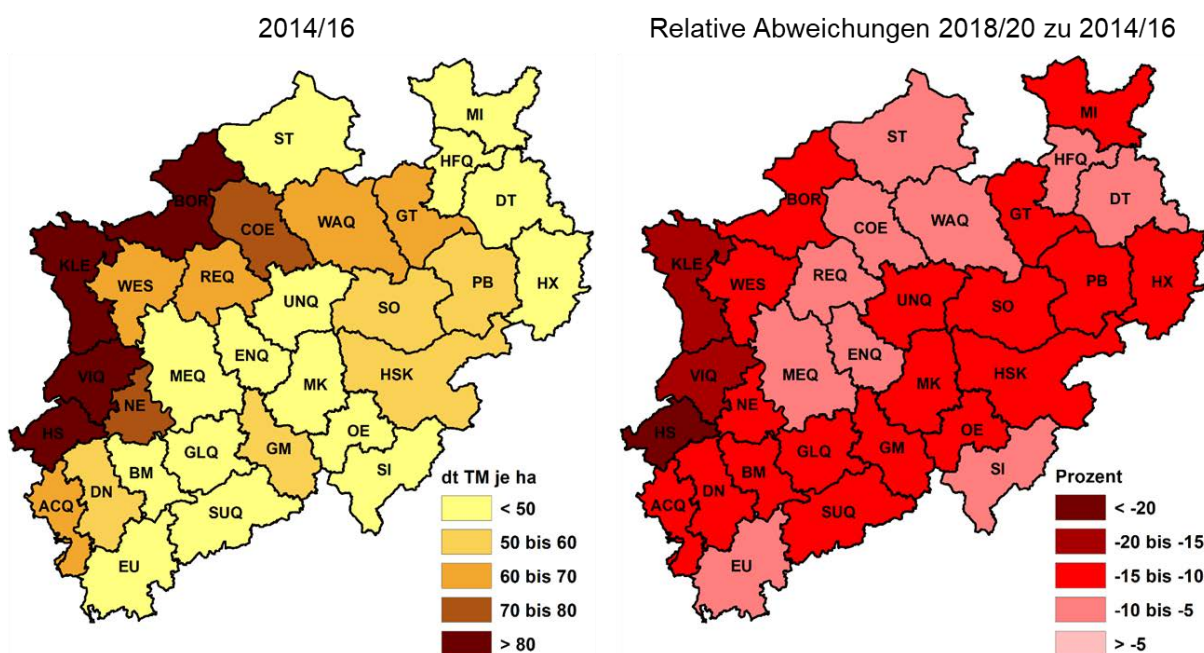 2014/16
Relative Abweichungen 2018/20 zu 2014/16
MI
ST
HFQ
DT
BOR
COE
WAQ
GT
KLE
WES
REQ
PB
HX
UNQ
SO
ENQ
MEQ
HSK
VIQ
MK
NE
HS
OE
GLQ
GM
BM
SI
DN
ACQ
SUQ
EU
dt TM je ha
< 50
50 bis 60
60 bis 70
70 bis 80
> 80
MI
ST
HFQ
DT
BOR
COE
WAQ
GT
KLE
WES
REQ
PB
HX
UNQ
SO
ENQ
MEQ
HSK
VIQ
MK
NE
HS
OE
GLQ
GM
BM
SI
DN
ACQ
SUQ
EU
Prozent
< -20
-20 bis -15
-15 bis -10
-10 bis -5
> -5